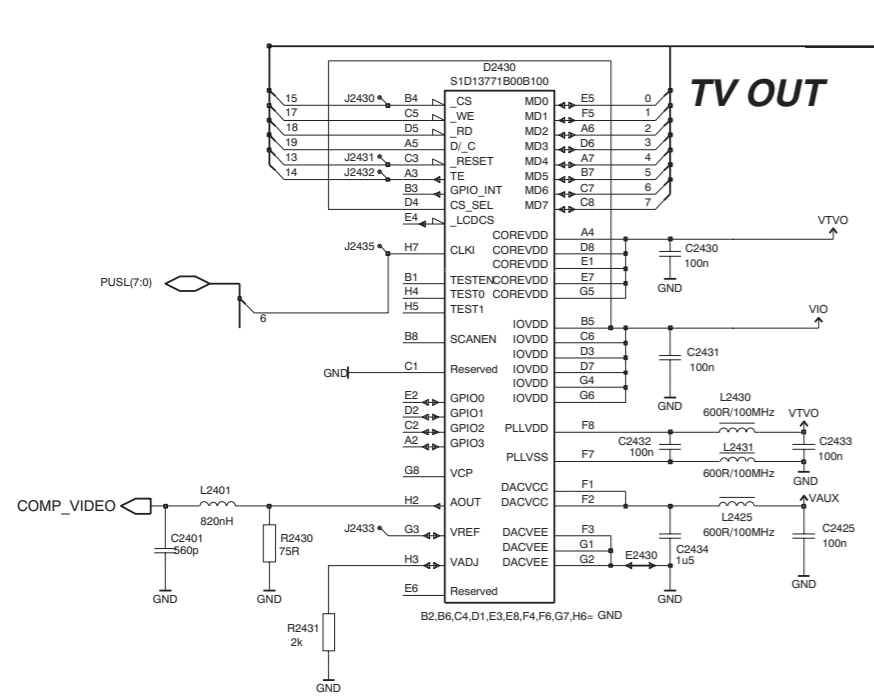 TV OUT
D2430
S1D13771B00B100
15 J2430 B4 _CS MD0 E5 0
17 C5 _WE MD1 F5 1
18 D5 _RD MD2 A6 2
19 A5 D/_C MD3 D6 3
13 J2431 C3 _RESET MD4 A7 4
14 J2432 A3 TE MD5 B7 5
B3 GPIO_INT MD6 C7 6
D4 CS_SEL MD7 C8 7
E4 _LCDCS
VTVO
COREVDD A4
J2435 H7 CLKI COREVDD D8
C2430
100n
COREVDD E1
GND
PUSL(7:0)
B1 TESTEN COREVDD E7
H4 TEST0 COREVDD G5
H5 TEST1
6
VIO
IOVDD B5
B8 SCANEN IOVDD C6
IOVDD D3
C2431
100n
GND C1 Reserved IOVDD D7
IOVDD G4
E2 GPIO0 IOVDD G6
GND
D2 GPIO1
C2 GPIO2
A2 GPIO3
L2430
600R/100MHz
VTVO
PLLVDD F8
C2432
100n
L2431
600R/100MHz
C2433
100n
PLLVSS F7
GND
G8 VCP
DACVCC F1
COMP_VIDEO
L2401
820nH
H2 AOUT DACVCC F2
VAUX
L2425
600R/100MHz
C2401
560p
R2430
75R
J2433 G3 VREF DACVEE F3
DACVEE G1
C2425
100n
H3 VADJ DACVEE G2
E2430
C2434
1u5
GND
GND
GND
GND
E6 Reserved
B2,B6,C4,D1,E3,E8,F4,F6,G7,H6= GND
R2431
2k
GND